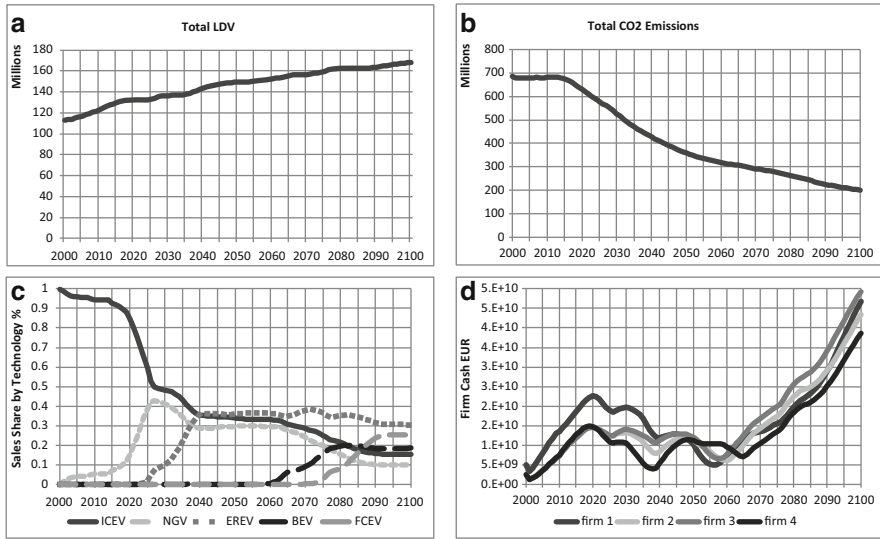 a
Total LDV
Millions
180
160
140
120
100
80
60
40
20
0
2000 2010 2020 2030 2040 2050 2060 2070 2080 2090 2100
b
Total CO2 Emissions
Millions
800
700
600
500
400
300
200
100
0
2000 2010 2020 2030 2040 2050 2060 2070 2080 2090 2100
c
Sales Share by Technology %
1
0.9
0.8
0.7
0.6
0.5
0.4
0.3
0.2
0.1
0
2000 2010 2020 2030 2040 2050 2060 2070 2080 2090 2100
ICEV NGV EREV BEV FCEV
d
Firm Cash EUR
5.E+10
5.E+10
4.E+10
4.E+10
3.E+10
3.E+10
2.E+10
2.E+10
1.E+10
5.E+09
0.E+00
2000 2010 2020 2030 2040 2050 2060 2070 2080 2090 2100
firm 1 firm 2 firm 3 firm 4